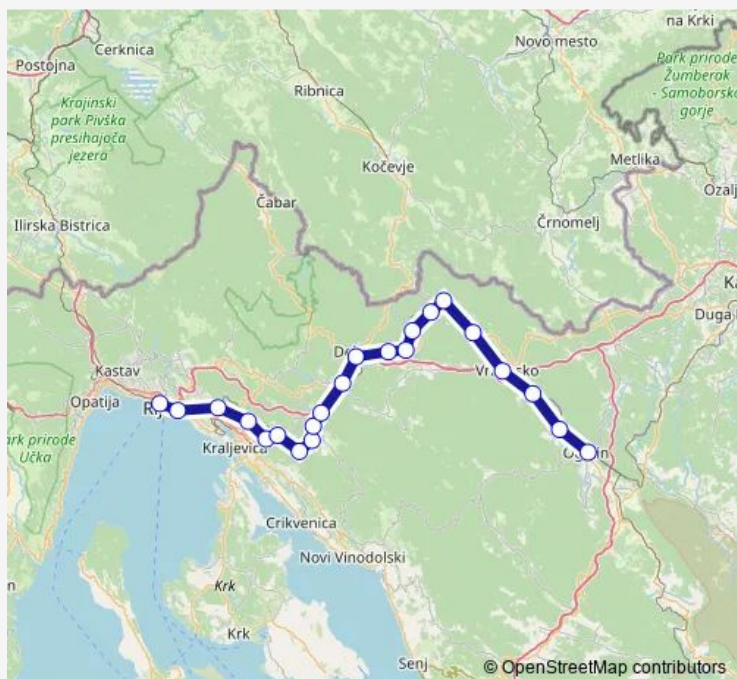 na Krki
Postojna
Cerknica
Novo mesto
Krajinski
park Pivška
presihajoča
jezera
Ribnica
Park prirode
Žumberak
- Samoborsko
gorje
Kočevje
Metlika
Ozalj
Čabar
Ilirska Bistrica
Črnomelj
Duga
Kastav
Opatija
Kraljevica
Park prirode
Učka
Crikvenica
Novi Vinodolski
Krk
Krk
Senj
© OpenStreetMap contributors